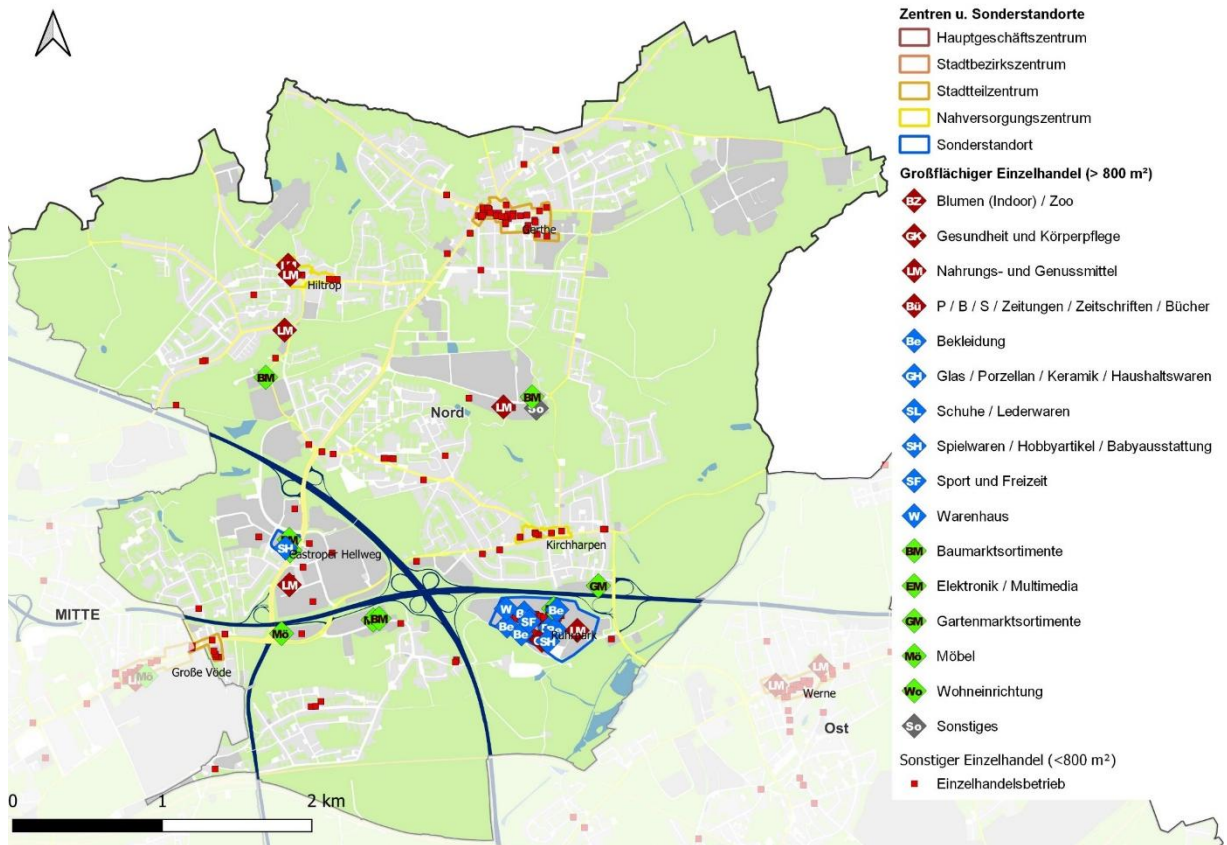 Gerthe
Hiltrop
LM
LM
BM
Nord
LM
BM
So
Kirchharpen
SH
Castroper Hellweg
LM
GM
MITTE
Mö
BM
W
Be
SF
Be
Be
LM
SH
Ruhrpark
Große Vöde
Mö
LM
LM
Werne
Ost
0
1
2 km
Zentren u. Sonderstandorte
Hauptgeschäftszentrum
Stadtbezirkszentrum
Stadtteilzentrum
Nahversorgungszentrum
Sonderstandort
Großflächiger Einzelhandel (> 800 m²)
BZ Blumen (Indoor) / Zoo
GK Gesundheit und Körperpflege
LM Nahrungs- und Genussmittel
Bü P / B / S / Zeitungen / Zeitschriften / Bücher
Be Bekleidung
GH Glas / Porzellan / Keramik / Haushaltswaren
SL Schuhe / Lederwaren
SH Spielwaren / Hobbyartikel / Babyausstattung
SF Sport und Freizeit
W Warenhaus
BM Baumarktsortimente
EM Elektronik / Multimedia
GM Gartenmarktsortimente
Mö Möbel
Wo Wohneinrichtung
So Sonstiges
Sonstiger Einzelhandel (<800 m²)
Einzelhandelsbetrieb